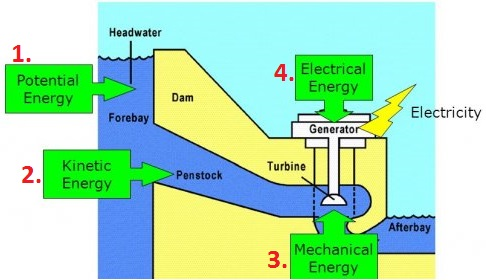 Headwater
1.
Potential
Energy
Forebay
Dam
4.
Electrical
Energy
Electricity
Generator
2.
Kinetic
Energy
Penstock
Turbine
3.
Mechanical
Energy
Afterbay